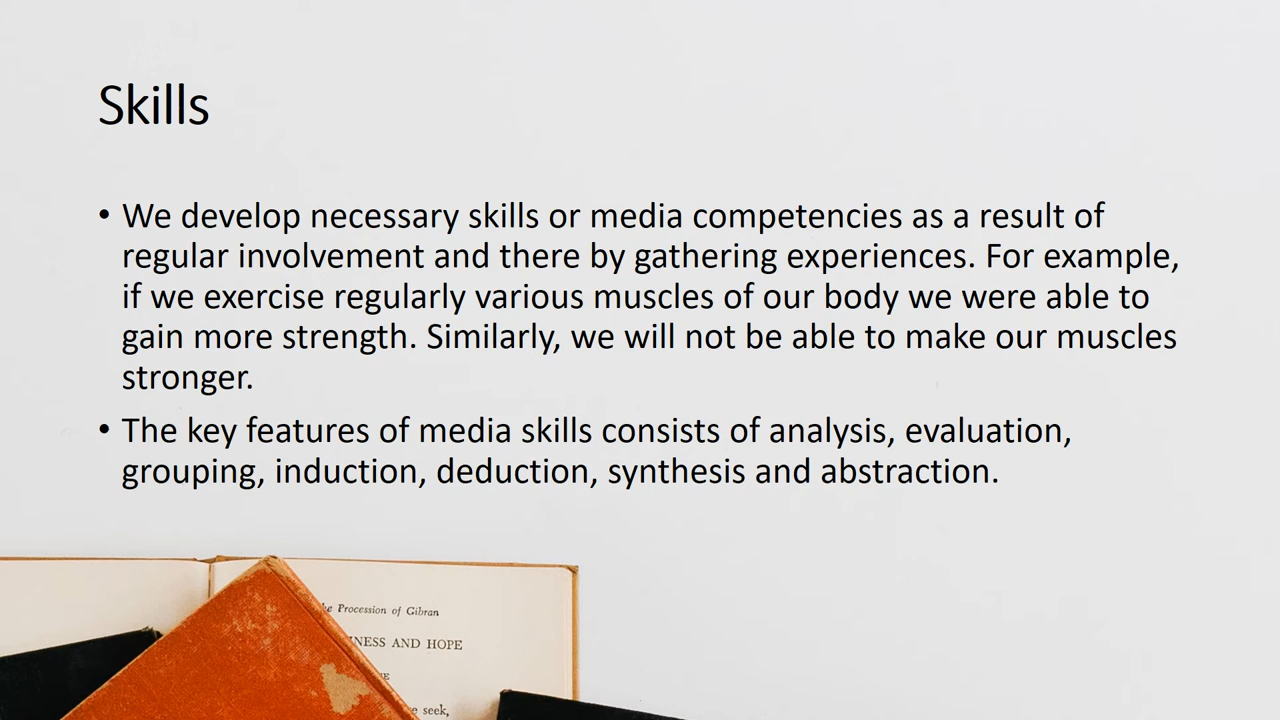 Skills
• We develop necessary skills or media competencies as a result of
regular involvement and there by gathering experiences. For example,
if we exercise regularly various muscles of our body we were able to
gain more strength. Similarly, we will not be able to make our muscles
stronger.
• The key features of media skills consists of analysis, evaluation,
grouping, induction, deduction, synthesis and abstraction.
Procession of Gibran
AND HOPE
seek,